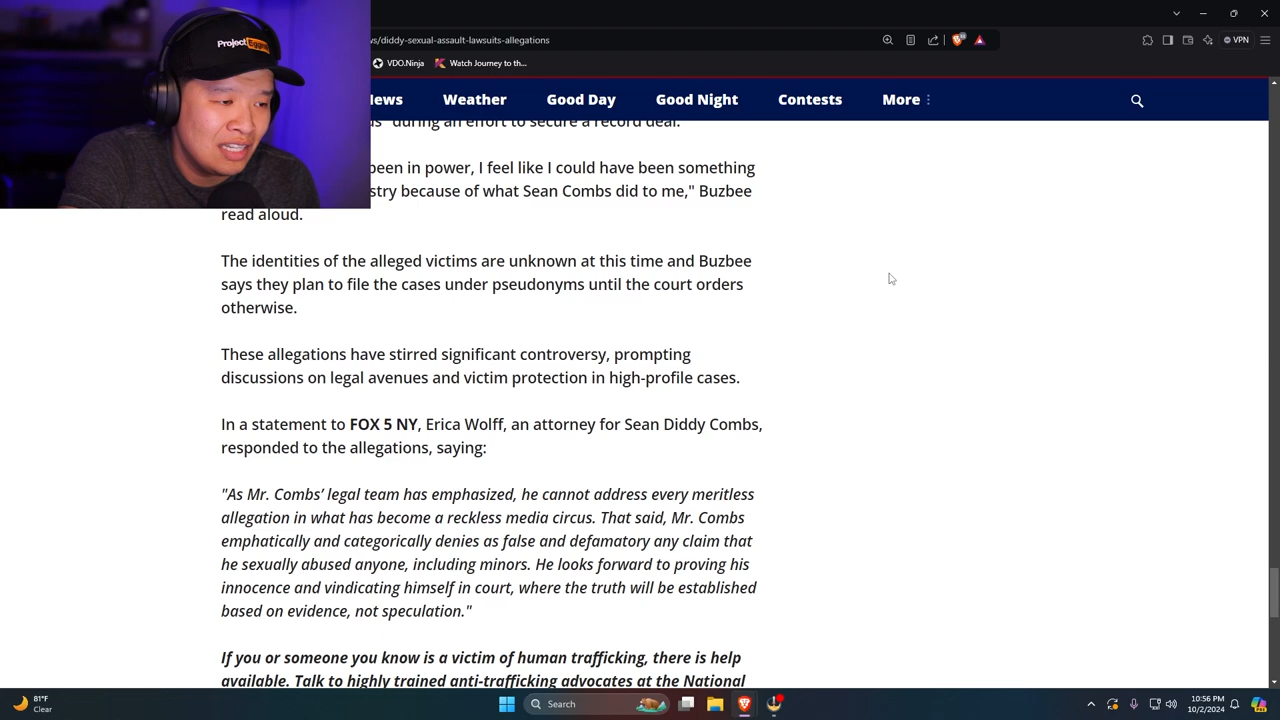 Project
/diddy-sexual-assault-lawsuits-allegations
VPN
VDO.Ninja
Watch Journey to th...
News Weather Good Day Good Night Contests More
during an effort to secure a record deal.
been in power, I feel like I could have been something
because of what Sean Combs did to me," Buzbee
read aloud.
The identities of the alleged victims are unknown at this time and Buzbee
says they plan to file the cases under pseudonyms until the court orders
otherwise.
These allegations have stirred significant controversy, prompting
discussions on legal avenues and victim protection in high-profile cases.
In a statement to FOX 5 NY, Erica Wolff, an attorney for Sean Diddy Combs,
responded to the allegations, saying:
"As Mr. Combs' legal team has emphasized, he cannot address every meritless
allegation in what has become a reckless media circus. That said, Mr. Combs
emphatically and categorically denies as false and defamatory any claim that
he sexually abused anyone, including minors. He looks forward to proving his
innocence and vindicating himself in court, where the truth will be established
based on evidence, not speculation."
If you or someone you know is a victim of human trafficking, there is help
available. Talk to highly trained anti-trafficking advocates at the National
81°F
Clear
Search
10:56 PM
10/2/2024